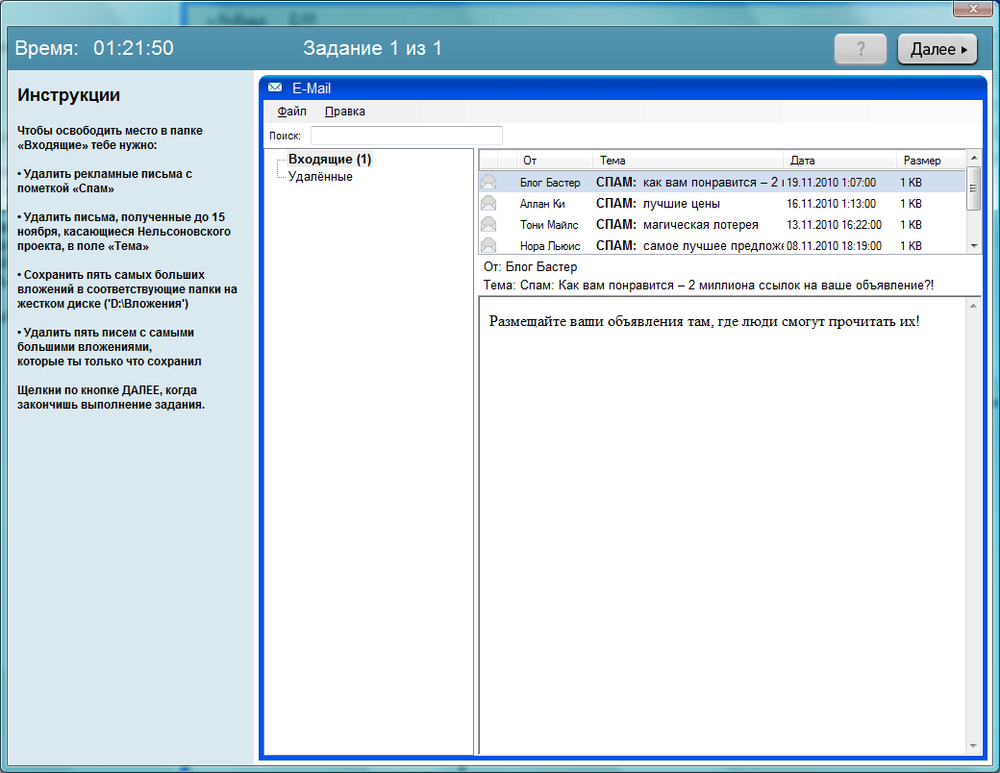 Время: 01:21:50
Задание 1 из 1
?
Далее
Инструкции
Чтобы освободить место в папке
«Входящие» тебе нужно:
• Удалить рекламные письма с
пометкой «Спам»
• Удалить письма, полученные до 15
ноября, касающиеся Нельсоновского
проекта, в поле «Тема»
• Сохранить пять самых больших
вложений в соответствующие папки на
жестком диске ('D:\Вложения')
• Удалить пять писем с самыми
большими вложениями,
которые ты только что сохранил
Щелкни по кнопке ДАЛЕЕ, когда
закончишь выполнение задания.
E-Mail
Файл Правка
Поиск:
Входящие (1)
Удалённые
От Тема Дата Размер
Блог Бастер СПАМ: как вам понравится – 2 19.11.2010 1:07:00 1 KB
Аллан Ки СПАМ: лучшие цены 16.11.2010 1:13:00 1 KB
Тони Майлс СПАМ: магическая лотерея 13.11.2010 16:22:00 1 KB
Нора Льюис СПАМ: самое лучшее предлож 08.11.2010 18:19:00 1 KB
От: Блог Бастер
Тема: Спам: Как вам понравится – 2 миллиона ссылок на ваше объявление?!
Размещайте ваши объявления там, где люди смогут прочитать их!